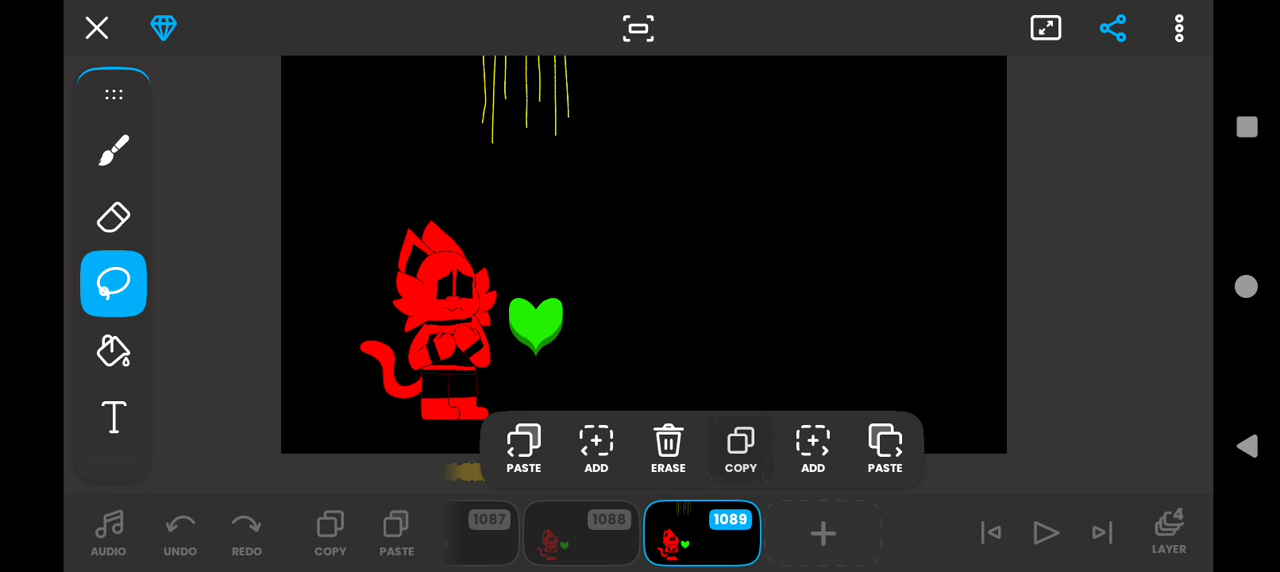 PASTE
ADD
ERASE
COPY
ADD
PASTE
1087
1088
1089
AUDIO
UNDO
REDO
COPY
PASTE
4
LAYER